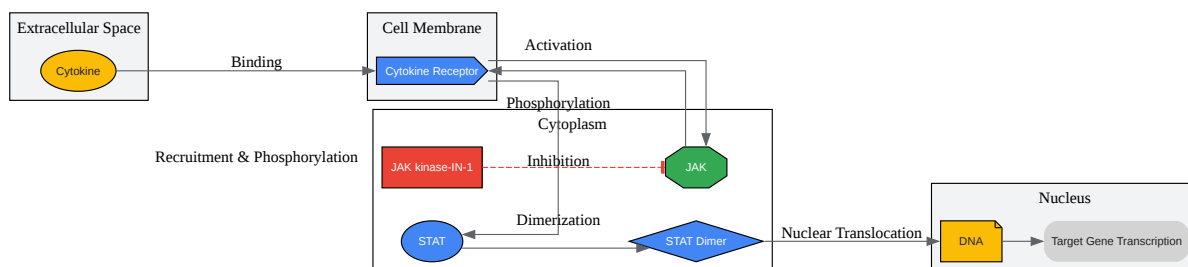 Extracellular Space
Cell Membrane
Activation
Cytokine
Binding
Cytokine Receptor
Phosphorylation
Cytoplasm
Recruitment & Phosphorylation
JAK kinase-IN-1
Inhibition
JAK
Nucleus
Dimerization
STAT
STAT Dimer
Nuclear Translocation
DNA
Target Gene Transcription